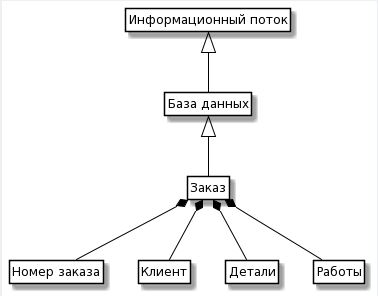 Информационный поток
База данных
Заказ
Номер заказа
Клиент
Детали
Работы